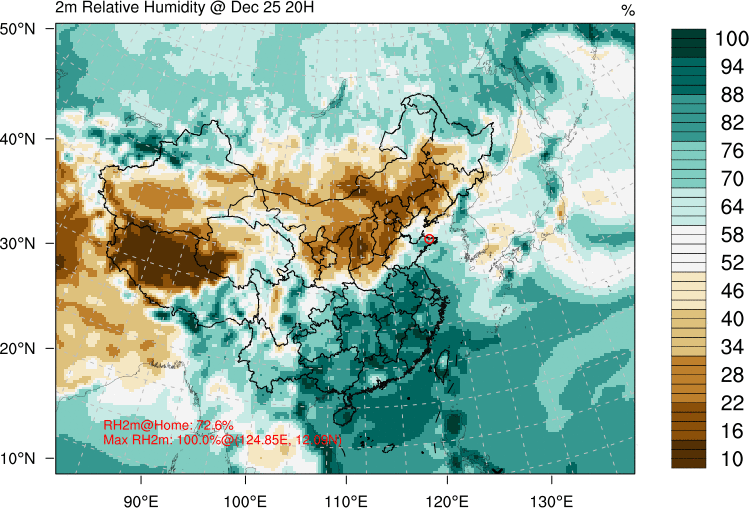 2m Relative Humidity @ Dec 25 20H
%
50°N
40°N
30°N
20°N
10°N
90°E
100°E
110°E
120°E
130°E
RH2m@Home: 72.6%
Max RH2m: 100.0%@(124.85E, 12.09N)
100
94
88
82
76
70
64
58
52
46
40
34
28
22
16
10